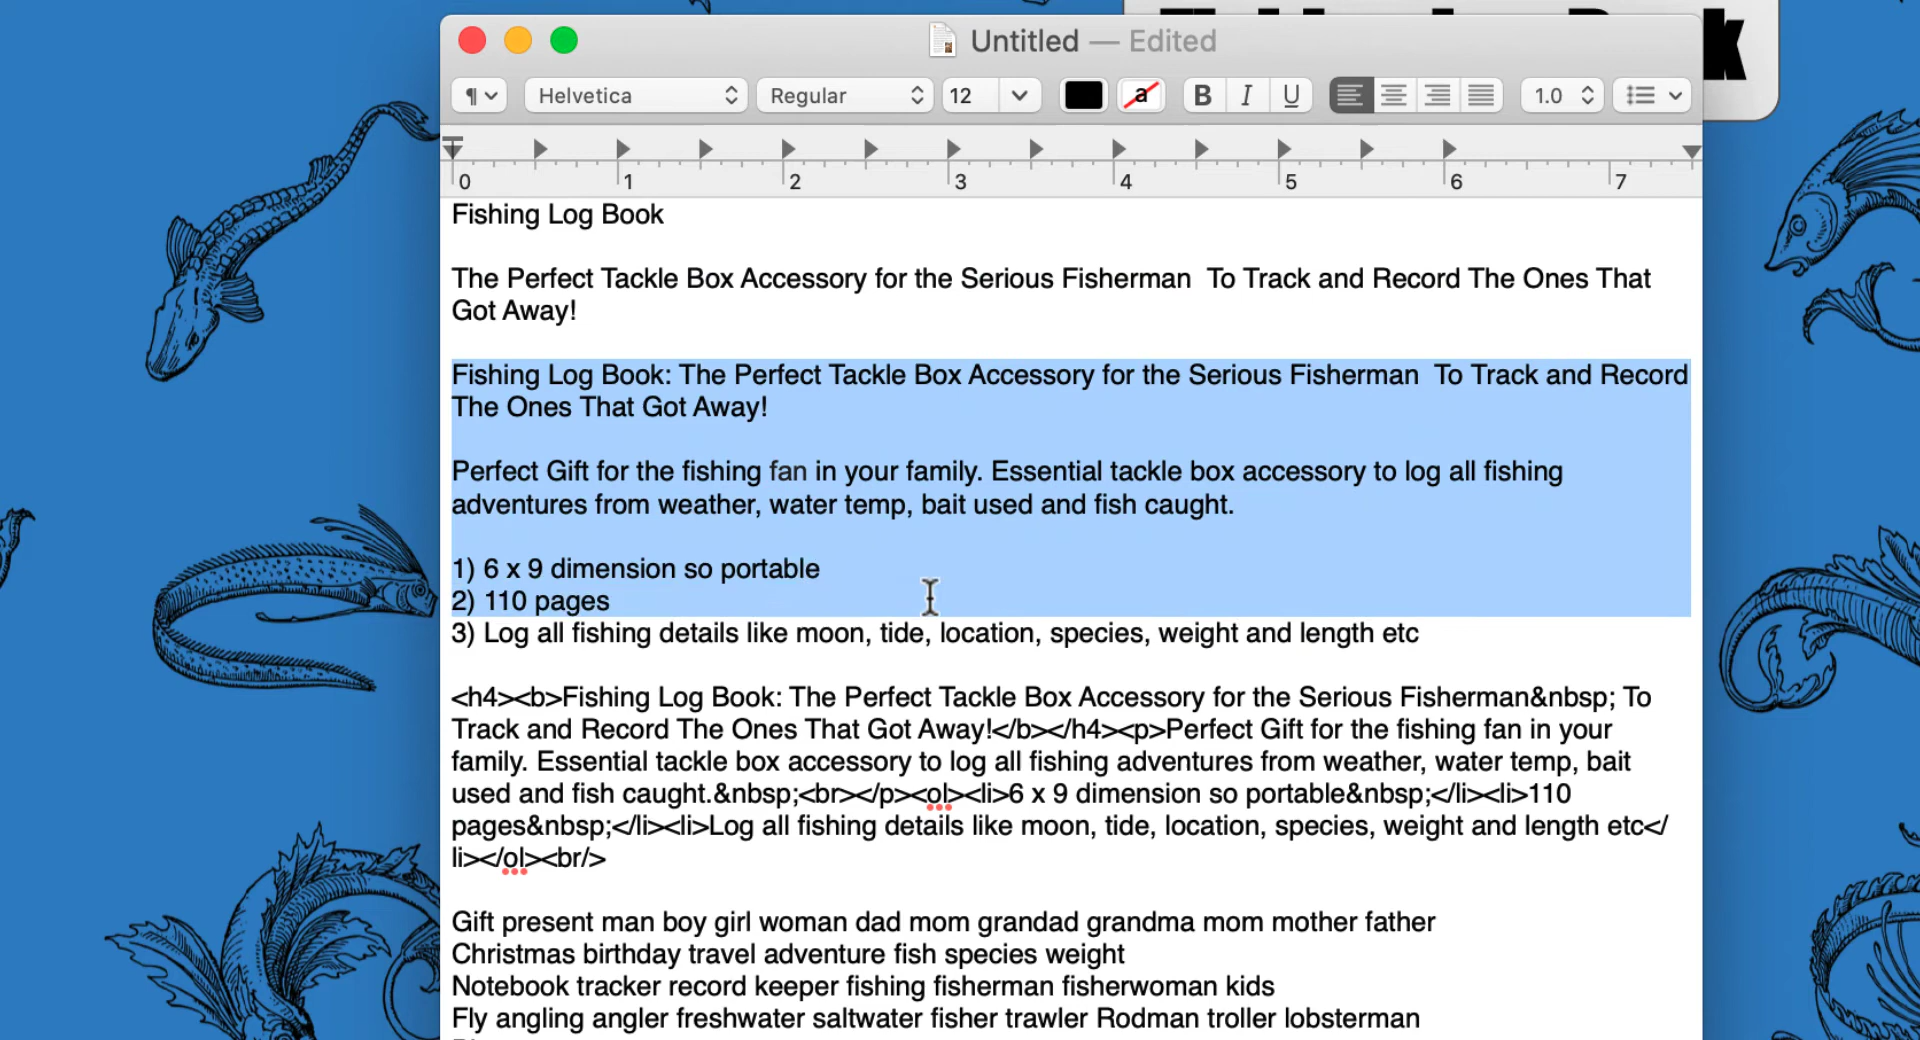 Untitled — Edited
¶ Helvetica Regular 12 a B I U 1.0
0 1 2 3 4 5 6 7
Fishing Log Book
The Perfect Tackle Box Accessory for the Serious Fisherman  To Track and Record The Ones That
Got Away!
Fishing Log Book: The Perfect Tackle Box Accessory for the Serious Fisherman  To Track and Record
The Ones That Got Away!
Perfect Gift for the fishing fan in your family. Essential tackle box accessory to log all fishing
adventures from weather, water temp, bait used and fish caught.
1) 6 x 9 dimension so portable
2) 110 pages
3) Log all fishing details like moon, tide, location, species, weight and length etc
<h4><b>Fishing Log Book: The Perfect Tackle Box Accessory for the Serious Fisherman&nbsp; To
Track and Record The Ones That Got Away!</b></h4><p>Perfect Gift for the fishing fan in your
family. Essential tackle box accessory to log all fishing adventures from weather, water temp, bait
used and fish caught.&nbsp;<br></p><ol><li>6 x 9 dimension so portable&nbsp;</li><li>110
pages&nbsp;</li><li>Log all fishing details like moon, tide, location, species, weight and length etc</
li></ol><br/>
Gift present man boy girl woman dad mom grandad grandma mom mother father
Christmas birthday travel adventure fish species weight
Notebook tracker record keeper fishing fisherman fisherwoman kids
Fly angling angler freshwater saltwater fisher trawler Rodman troller lobsterman